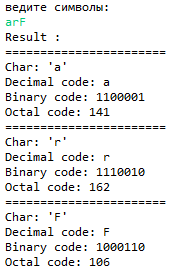 ведите символы:
arF
Result :
=======================
Char: 'a'
Decimal code: a
Binary code: 1100001
Octal code: 141
=======================
Char: 'r'
Decimal code: r
Binary code: 1110010
Octal code: 162
=======================
Char: 'F'
Decimal code: F
Binary code: 1000110
Octal code: 106